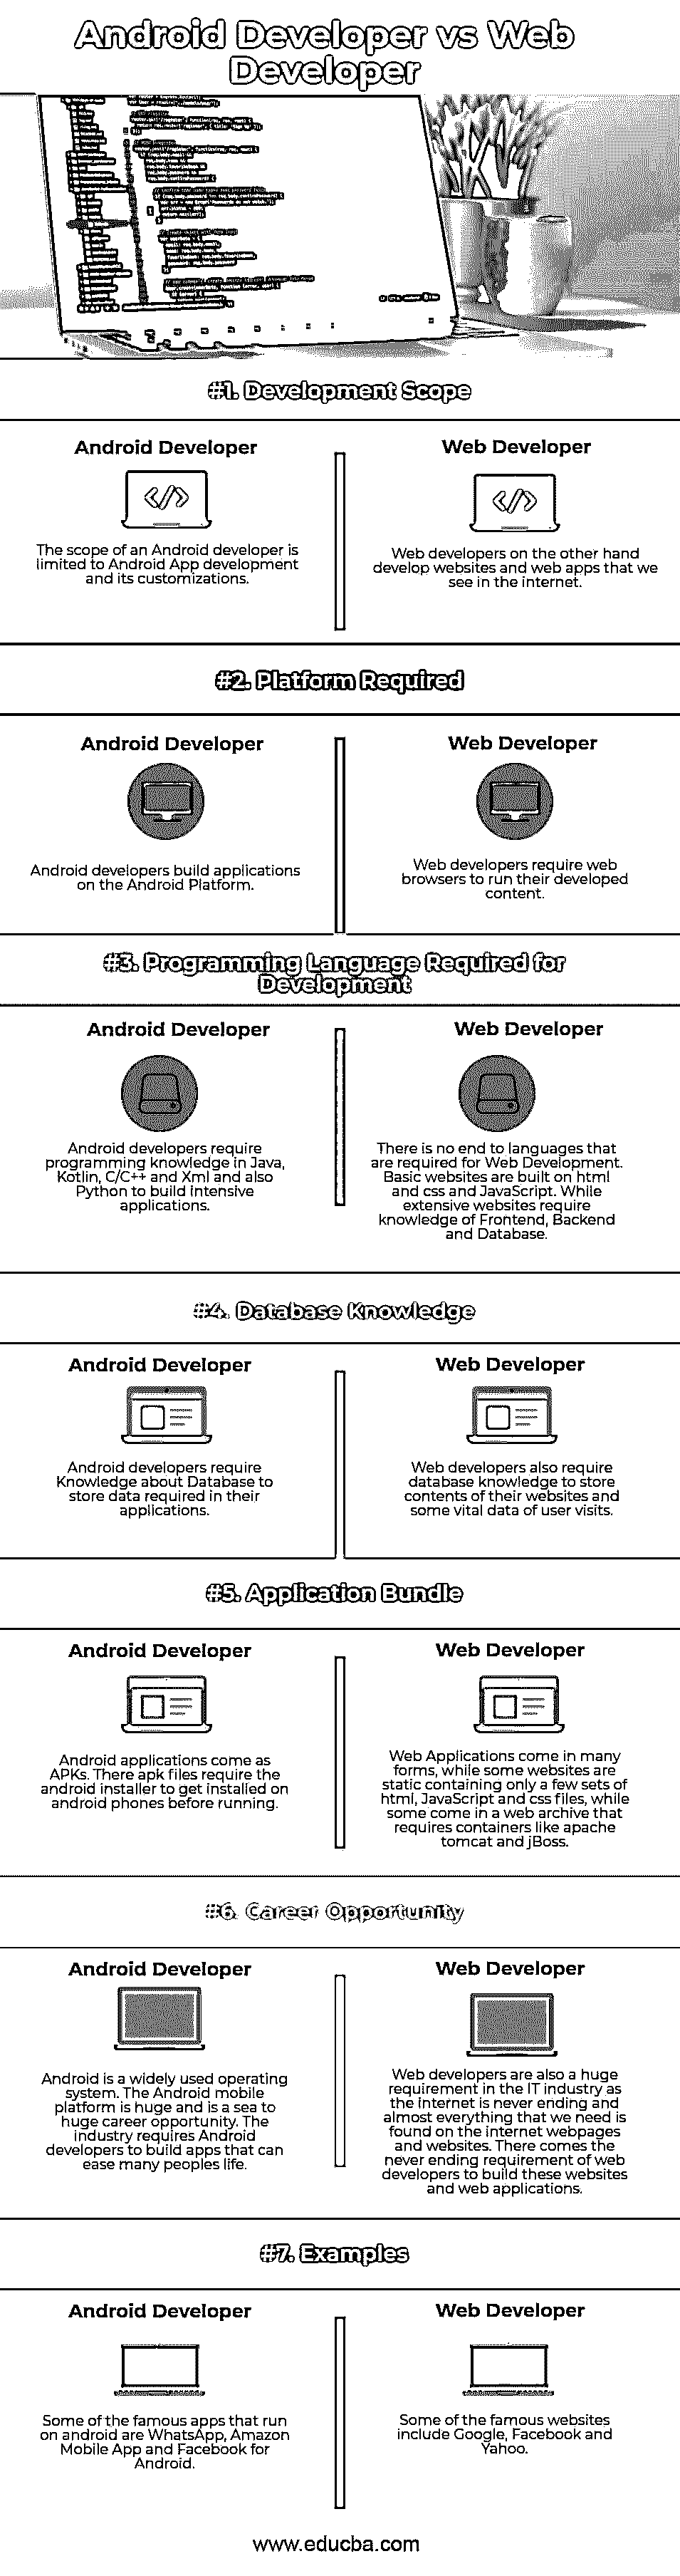 Android Developer vs Web
Developer
#1. Development Scope
Android Developer
The scope of an Android developer is
limited to Android App development
and its customizations.
Web Developer
Web developers on the other hand
develop websites and web apps that we
see in the internet.
#2. Platform Required
Android Developer
Android developers build applications
on the Android Platform.
Web Developer
Web developers require web
browsers to run their developed
content.
#3. Programming Language Required for
Development
Android Developer
Android developers require
programming knowledge in Java,
Kotlin, C/C++ and Xml and also
Python to build intensive
applications.
Web Developer
There is no end to languages that
are required for Web Development.
Basic websites are built on html
and css and JavaScript. While
extensive websites require
knowledge of Frontend, Backend
and Database.
#4. Database Knowledge
Android Developer
Android developers require
Knowledge about Database to
store data required in their
applications.
Web Developer
Web developers also require
database knowledge to store
contents of their websites and
some vital data of user visits.
#5. Application Bundle
Android Developer
Android applications come as
APKs. There apk files require the
android installer to get installed on
android phones before running.
Web Developer
Web Applications come in many
forms, while some websites are
static containing only a few sets of
html, JavaScript and css files, while
some come in a web archive that
requires containers like apache
tomcat and jBoss.
#6. Career Opportunity
Android Developer
Android is a widely used operating
system. The Android mobile
platform is huge and is a sea to
huge career opportunity. The
industry requires Android
developers to build apps that can
ease many peoples life.
Web Developer
Web developers are also a huge
requirement in the IT industry as
the internet is never ending and
almost everything that we need is
found on the internet webpages
and websites. There comes the
never ending requirement of web
developers to build these websites
and web applications.
#7. Examples
Android Developer
Some of the famous apps that run
on android are WhatsApp, Amazon
Mobile App and Facebook for
Android.
Web Developer
Some of the famous websites
include Google, Facebook and
Yahoo.
www.educba.com